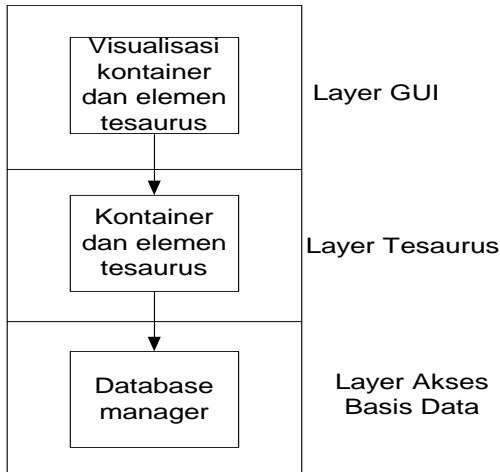 Visualisasi
kontainer
dan elemen
tesaurus
Layer GUI
Kontainer
dan elemen
tesaurus
Layer Tesaurus
Database
manager
Layer Akses
Basis Data